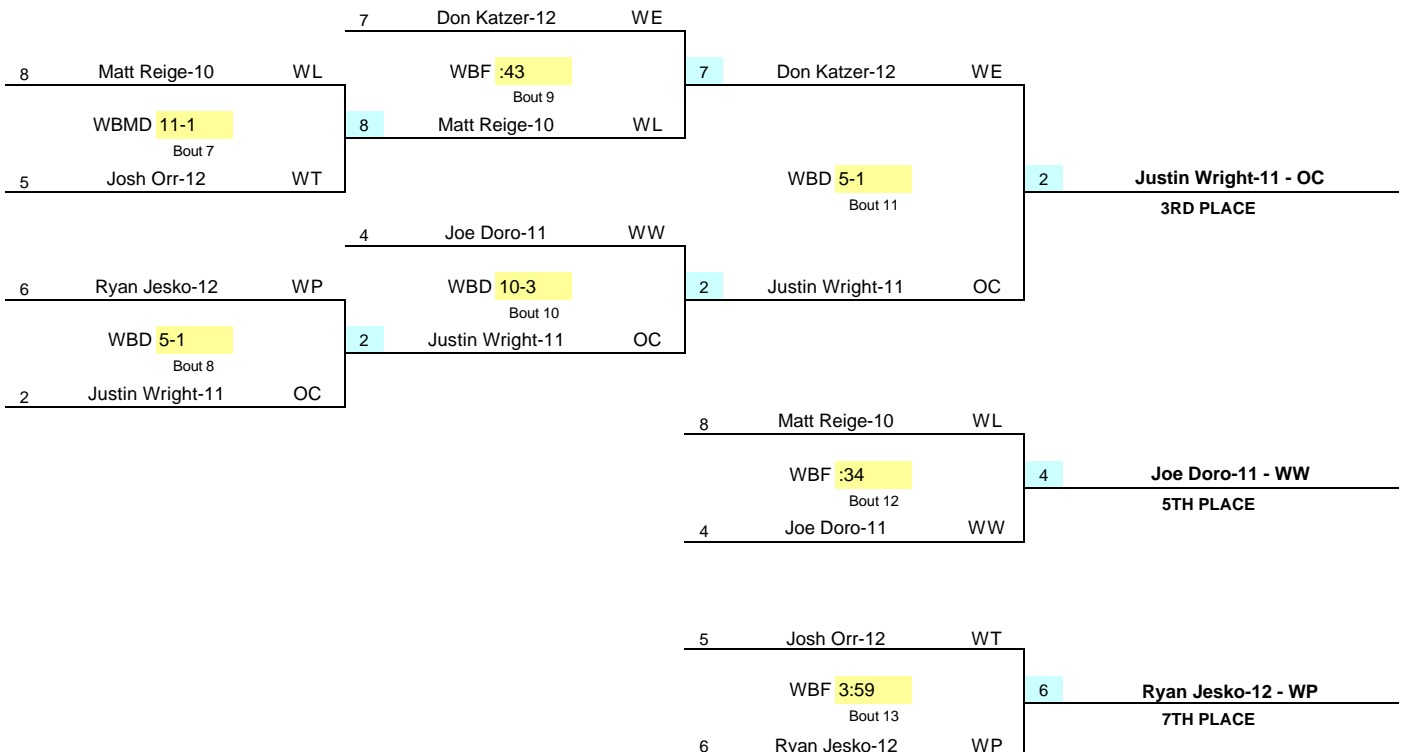 7 Don Katzer-12 WE
8 Matt Reige-10 WL WBF :43 7 Don Katzer-12 WE
Bout 9
WBMD 11-1 8 Matt Reige-10 WL
Bout 7
5 Josh Orr-12 WT WBD 5-1 2 Justin Wright-11 - OC
Bout 11 3RD PLACE
4 Joe Doro-11 WW
6 Ryan Jesko-12 WP WBD 10-3 2 Justin Wright-11 OC
Bout 10
WBD 5-1 2 Justin Wright-11 OC
Bout 8
2 Justin Wright-11 OC
8 Matt Reige-10 WL
WBF :34 4 Joe Doro-11 - WW
Bout 12 5TH PLACE
4 Joe Doro-11 WW
5 Josh Orr-12 WT
WBF 3:59 6 Ryan Jesko-12 - WP
Bout 13 7TH PLACE
6 Ryan Jesko-12 WP